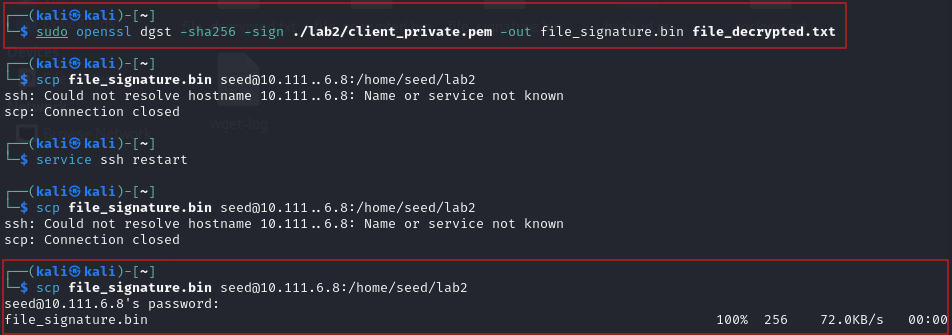 ┌──(kali㉿kali)-[~]
└─$ sudo openssl dgst -sha256 -sign ./lab2/client_private.pem -out file_signature.bin file_decrypted.txt
┌──(kali㉿kali)-[~]
└─$ scp file_signature.bin seed@10.111..6.8:/home/seed/lab2
ssh: Could not resolve hostname 10.111..6.8: Name or service not known
scp: Connection closed
┌──(kali㉿kali)-[~]
└─$ service ssh restart
┌──(kali㉿kali)-[~]
└─$ scp file_signature.bin seed@10.111..6.8:/home/seed/lab2
ssh: Could not resolve hostname 10.111..6.8: Name or service not known
scp: Connection closed
┌──(kali㉿kali)-[~]
└─$ scp file_signature.bin seed@10.111.6.8:/home/seed/lab2
seed@10.111.6.8's password:
file_signature.bin 100% 256 72.0KB/s 00:00